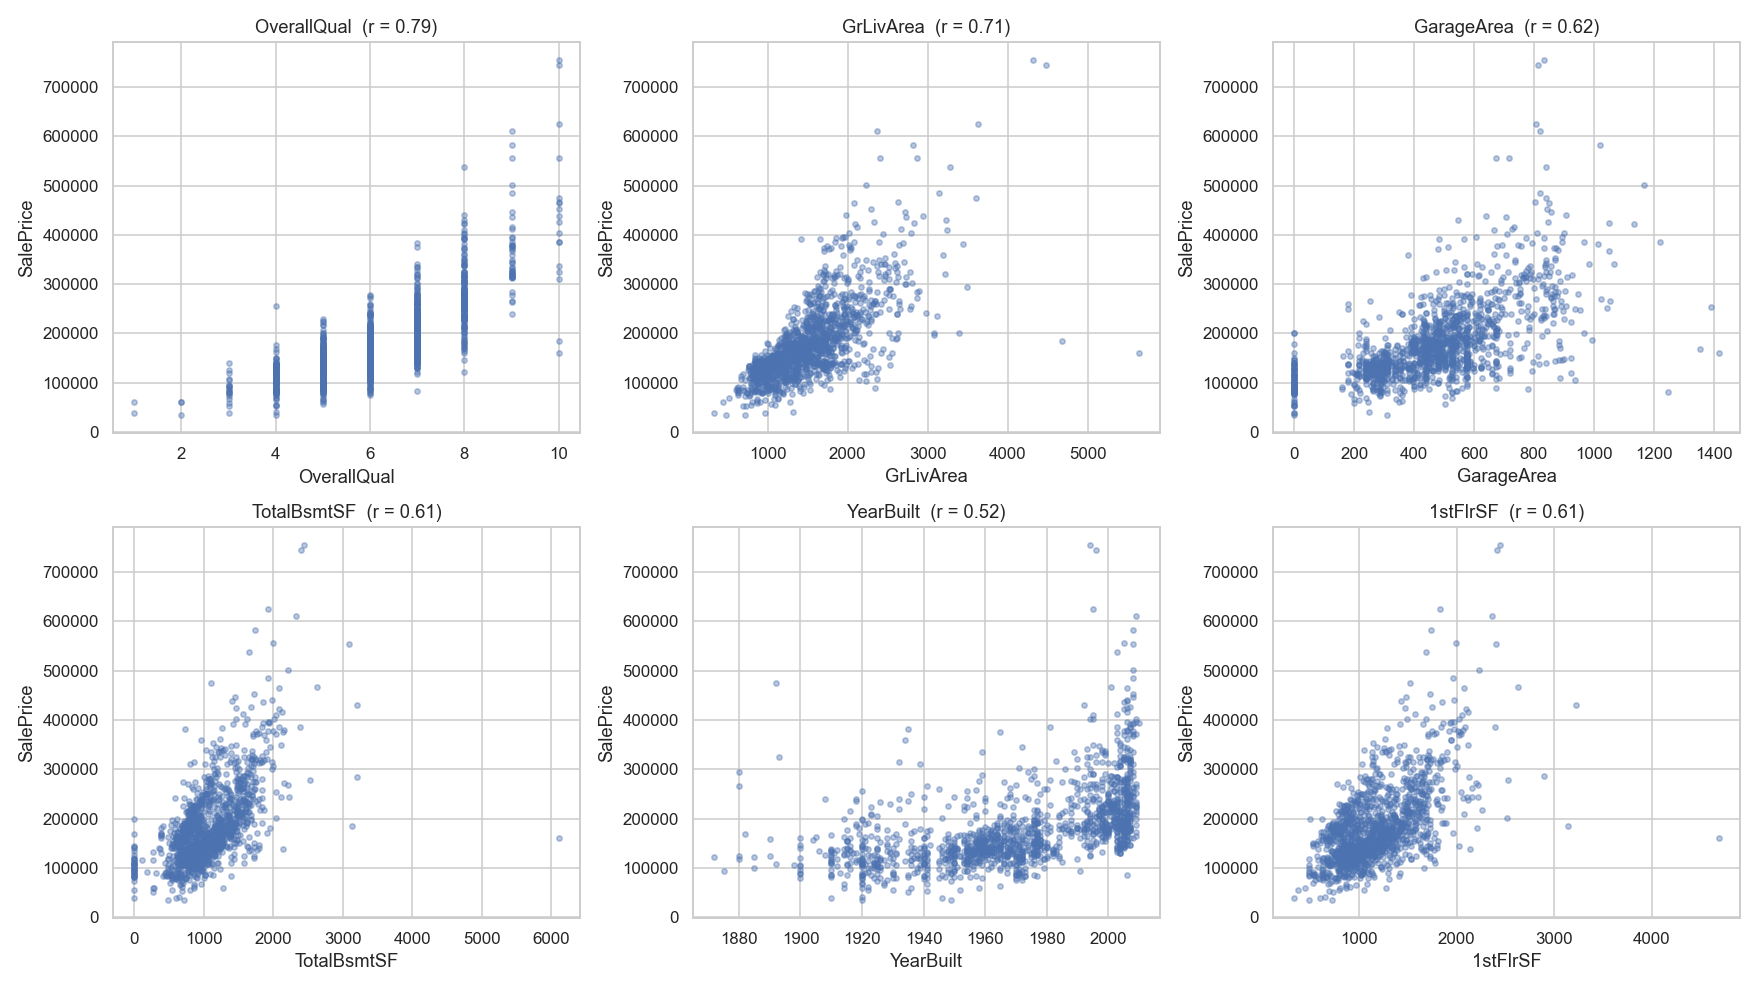 OverallQual  (r = 0.79)
700000
600000
500000
400000
300000
200000
100000
0
SalePrice
2 4 6 8 10
OverallQual
GrLivArea  (r = 0.71)
700000
600000
500000
400000
300000
200000
100000
0
SalePrice
1000 2000 3000 4000 5000
GrLivArea
GarageArea  (r = 0.62)
700000
600000
500000
400000
300000
200000
100000
0
SalePrice
0 200 400 600 800 1000 1200 1400
GarageArea
TotalBsmtSF  (r = 0.61)
700000
600000
500000
400000
300000
200000
100000
0
SalePrice
0 1000 2000 3000 4000 5000 6000
TotalBsmtSF
YearBuilt  (r = 0.52)
700000
600000
500000
400000
300000
200000
100000
0
SalePrice
1880 1900 1920 1940 1960 1980 2000
YearBuilt
1stFlrSF  (r = 0.61)
700000
600000
500000
400000
300000
200000
100000
0
SalePrice
1000 2000 3000 4000
1stFlrSF